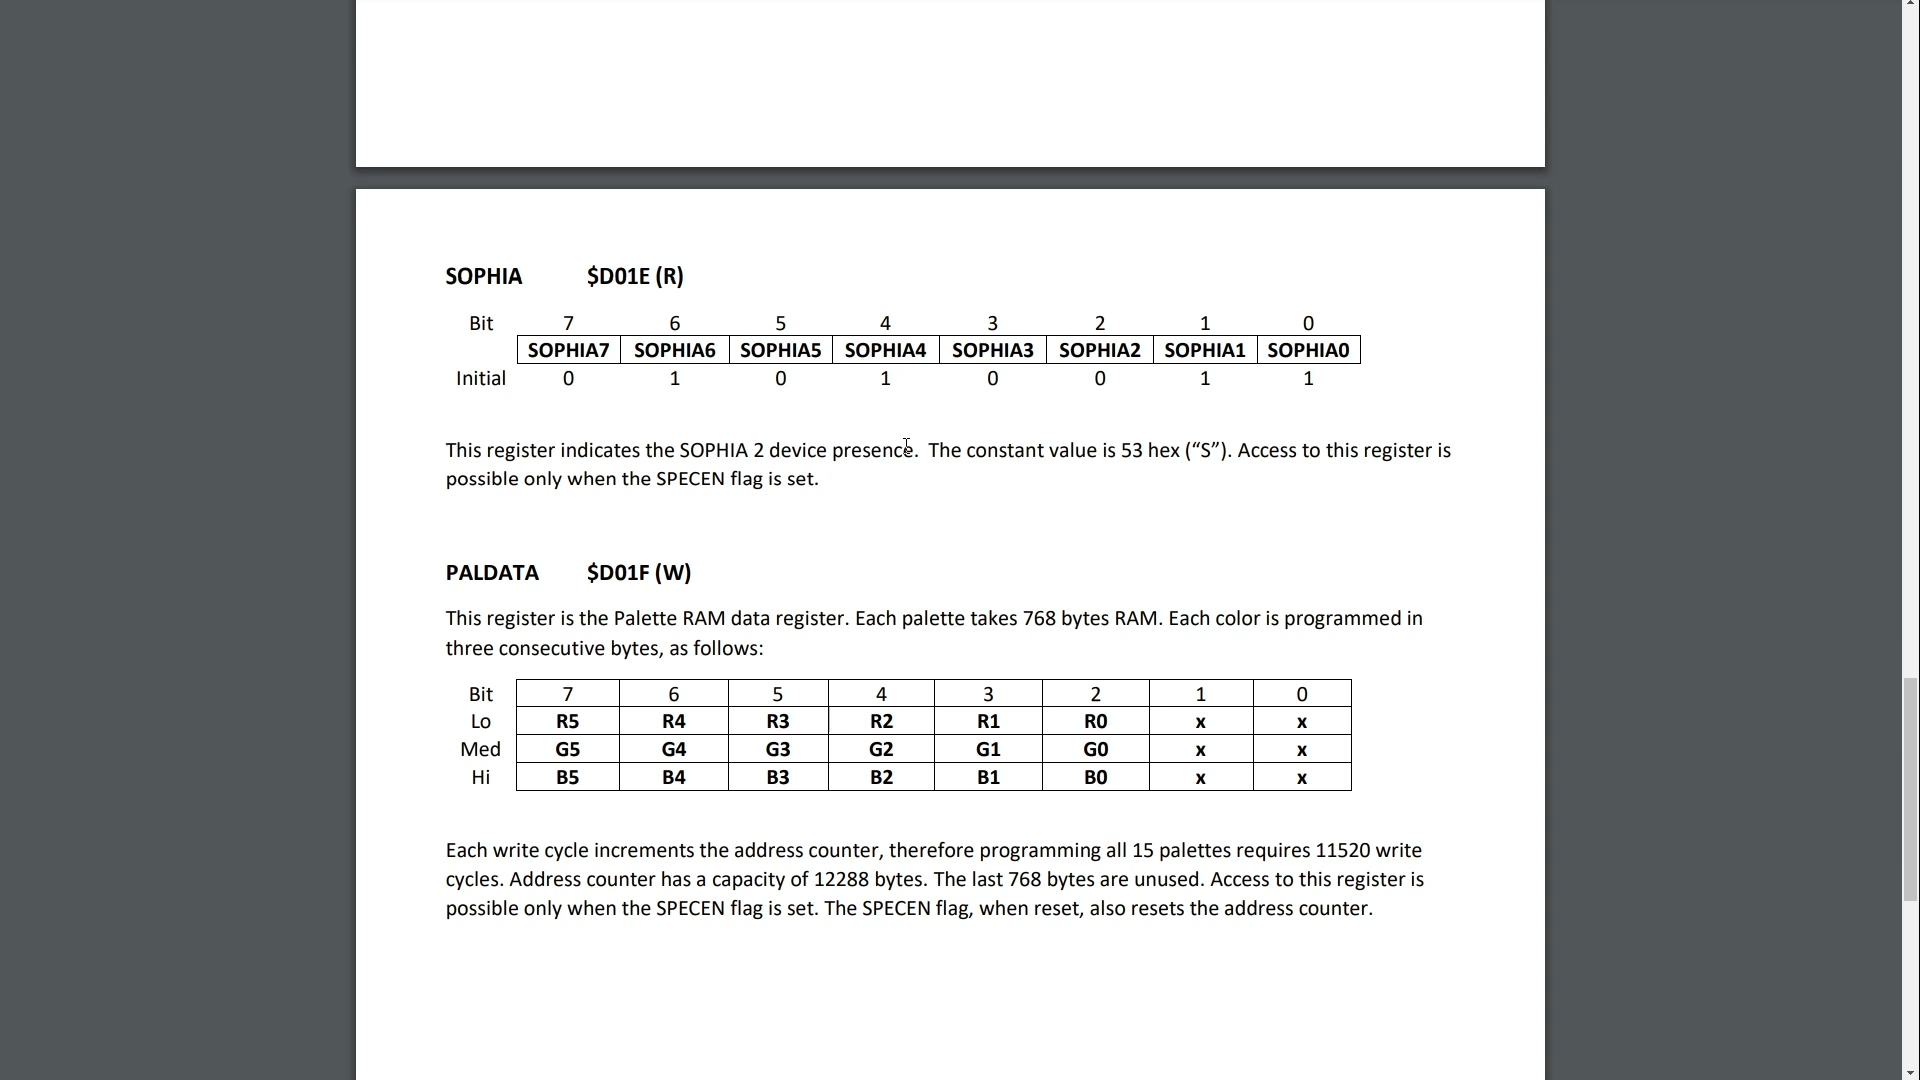 SOPHIA $D01E (R)
Bit 7 6 5 4 3 2 1 0
SOPHIA7 SOPHIA6 SOPHIA5 SOPHIA4 SOPHIA3 SOPHIA2 SOPHIA1 SOPHIA0
Initial 0 1 0 1 0 0 1 1
This register indicates the SOPHIA 2 device presence.  The constant value is 53 hex (“S”). Access to this register is
possible only when the SPECEN flag is set.
PALDATA $D01F (W)
This register is the Palette RAM data register. Each palette takes 768 bytes RAM. Each color is programmed in
three consecutive bytes, as follows:
Bit 7 6 5 4 3 2 1 0
Lo R5 R4 R3 R2 R1 R0 x x
Med G5 G4 G3 G2 G1 G0 x x
Hi B5 B4 B3 B2 B1 B0 x x
Each write cycle increments the address counter, therefore programming all 15 palettes requires 11520 write
cycles. Address counter has a capacity of 12288 bytes. The last 768 bytes are unused. Access to this register is
possible only when the SPECEN flag is set. The SPECEN flag, when reset, also resets the address counter.